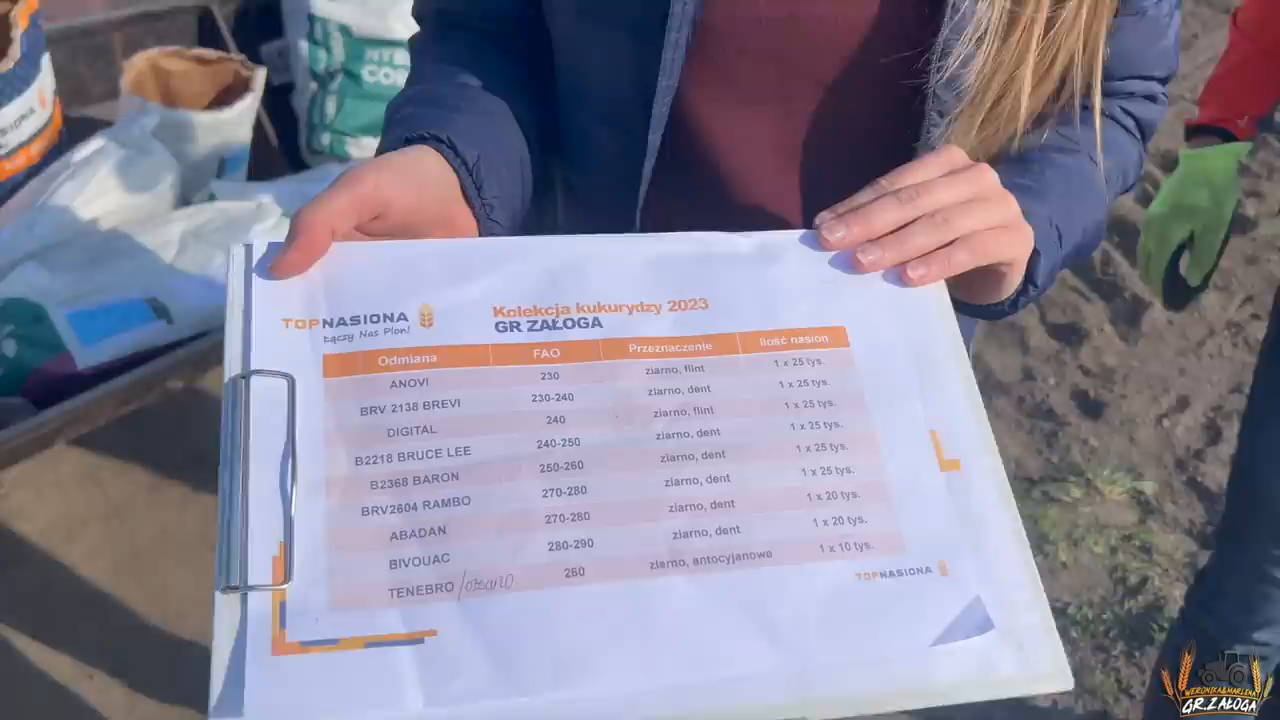 TOPNASIONA
Łączy Nas Plon!
Kolekcja kukurydzy 2023
GR ZAŁOGA
Odmiana FAO Przeznaczenie Ilość nasion
ANOVI 230 ziarno, flint 1 x 25 tys.
BRV 2138 BREVI 230-240 ziarno, dent 1 x 25 tys.
DIGITAL 240 ziarno, flint 1 x 25 tys.
B2218 BRUCE LEE 240-250 ziarno, dent 1 x 25 tys.
B2368 BARON 250-260 ziarno, dent 1 x 25 tys.
BRV2604 RAMBO 270-280 ziarno, dent 1 x 25 tys.
ABADAN 270-280 ziarno, dent 1 x 20 tys.
BIVOUAC 280-290 ziarno, dent 1 x 20 tys.
TENEBRO 260 ziarno, antocyjanowe 1 x 10 tys.
TOPNASIONA
WERONIKA&MARLENA
GR.ZAŁOGA